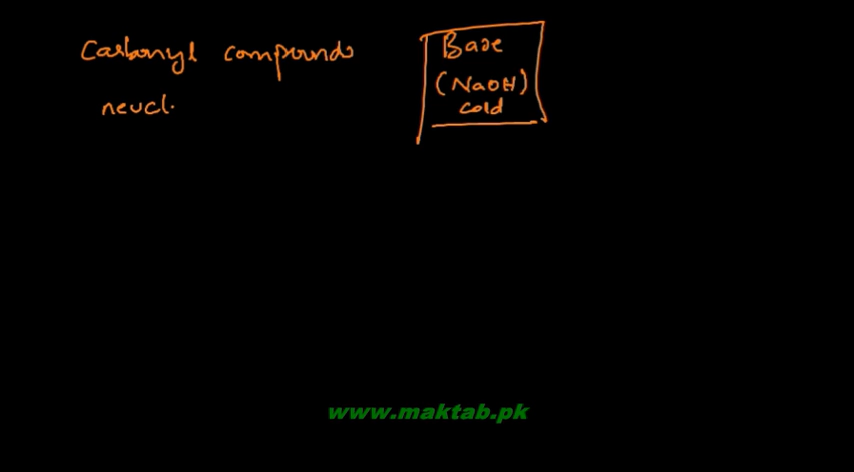 Carbonyl compounds
neucl.
Base
(NaOH)
cold
www.maktab.pk